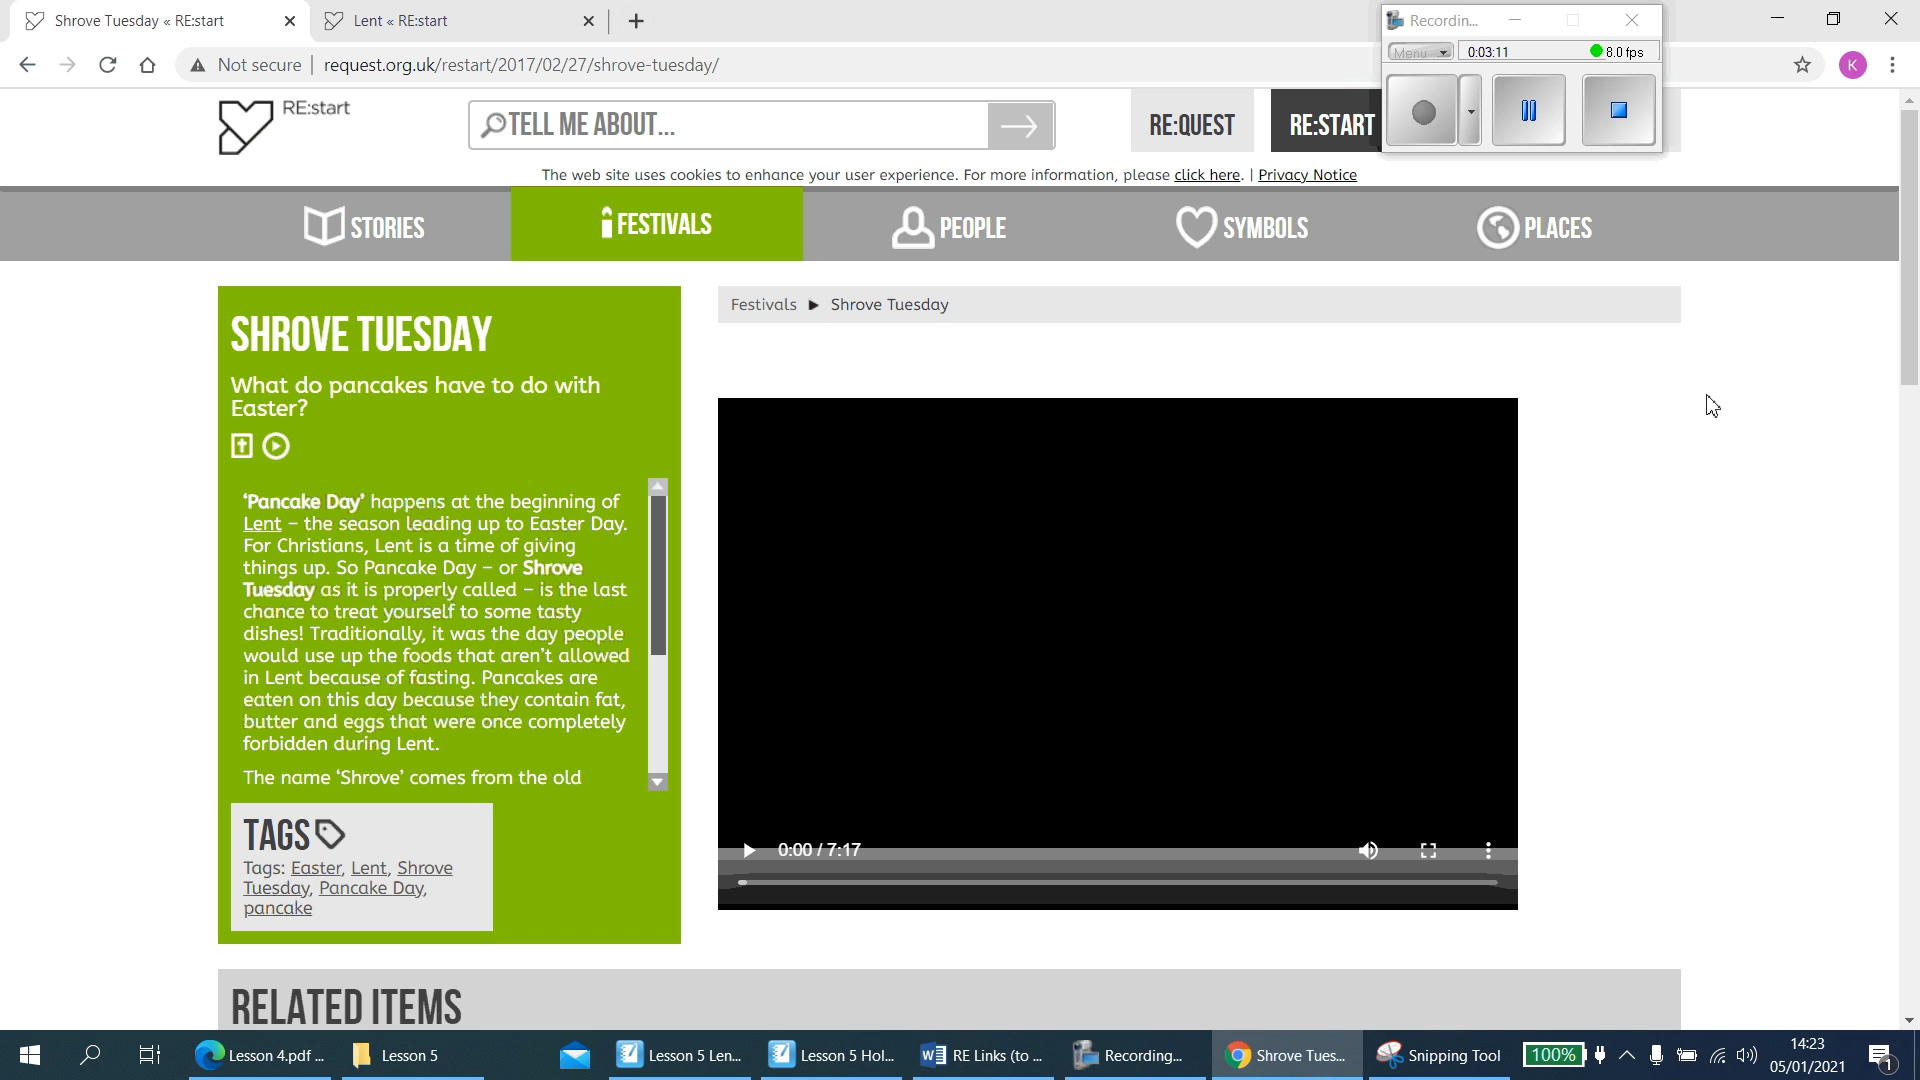 Shrove Tuesday « RE:start
Lent « RE:start
Recordin...
Menu
0:03:11
8.0 fps
Not secure
request.org.uk/restart/2017/02/27/shrove-tuesday/
K
RE:start
TELL ME ABOUT...
RE:QUEST
RE:START
The web site uses cookies to enhance your user experience. For more information, please click here. | Privacy Notice
STORIES
FESTIVALS
PEOPLE
SYMBOLS
PLACES
SHROVE TUESDAY
What do pancakes have to do with
Easter?
'Pancake Day' happens at the beginning of
Lent – the season leading up to Easter Day.
For Christians, Lent is a time of giving
things up. So Pancake Day – or Shrove
Tuesday as it is properly called – is the last
chance to treat yourself to some tasty
dishes! Traditionally, it was the day people
would use up the foods that aren't allowed
in Lent because of fasting. Pancakes are
eaten on this day because they contain fat,
butter and eggs that were once completely
forbidden during Lent.
The name 'Shrove' comes from the old
TAGS
Tags: Easter, Lent, Shrove
Tuesday, Pancake Day,
pancake
Festivals ► Shrove Tuesday
0:00 / 7:17
RELATED ITEMS
Lesson 4.pdf ...
Lesson 5
Lesson 5 Len...
Lesson 5 Hol...
RE Links (to ...
Recording...
Shrove Tues...
Snipping Tool
100%
14:23
05/01/2021
1